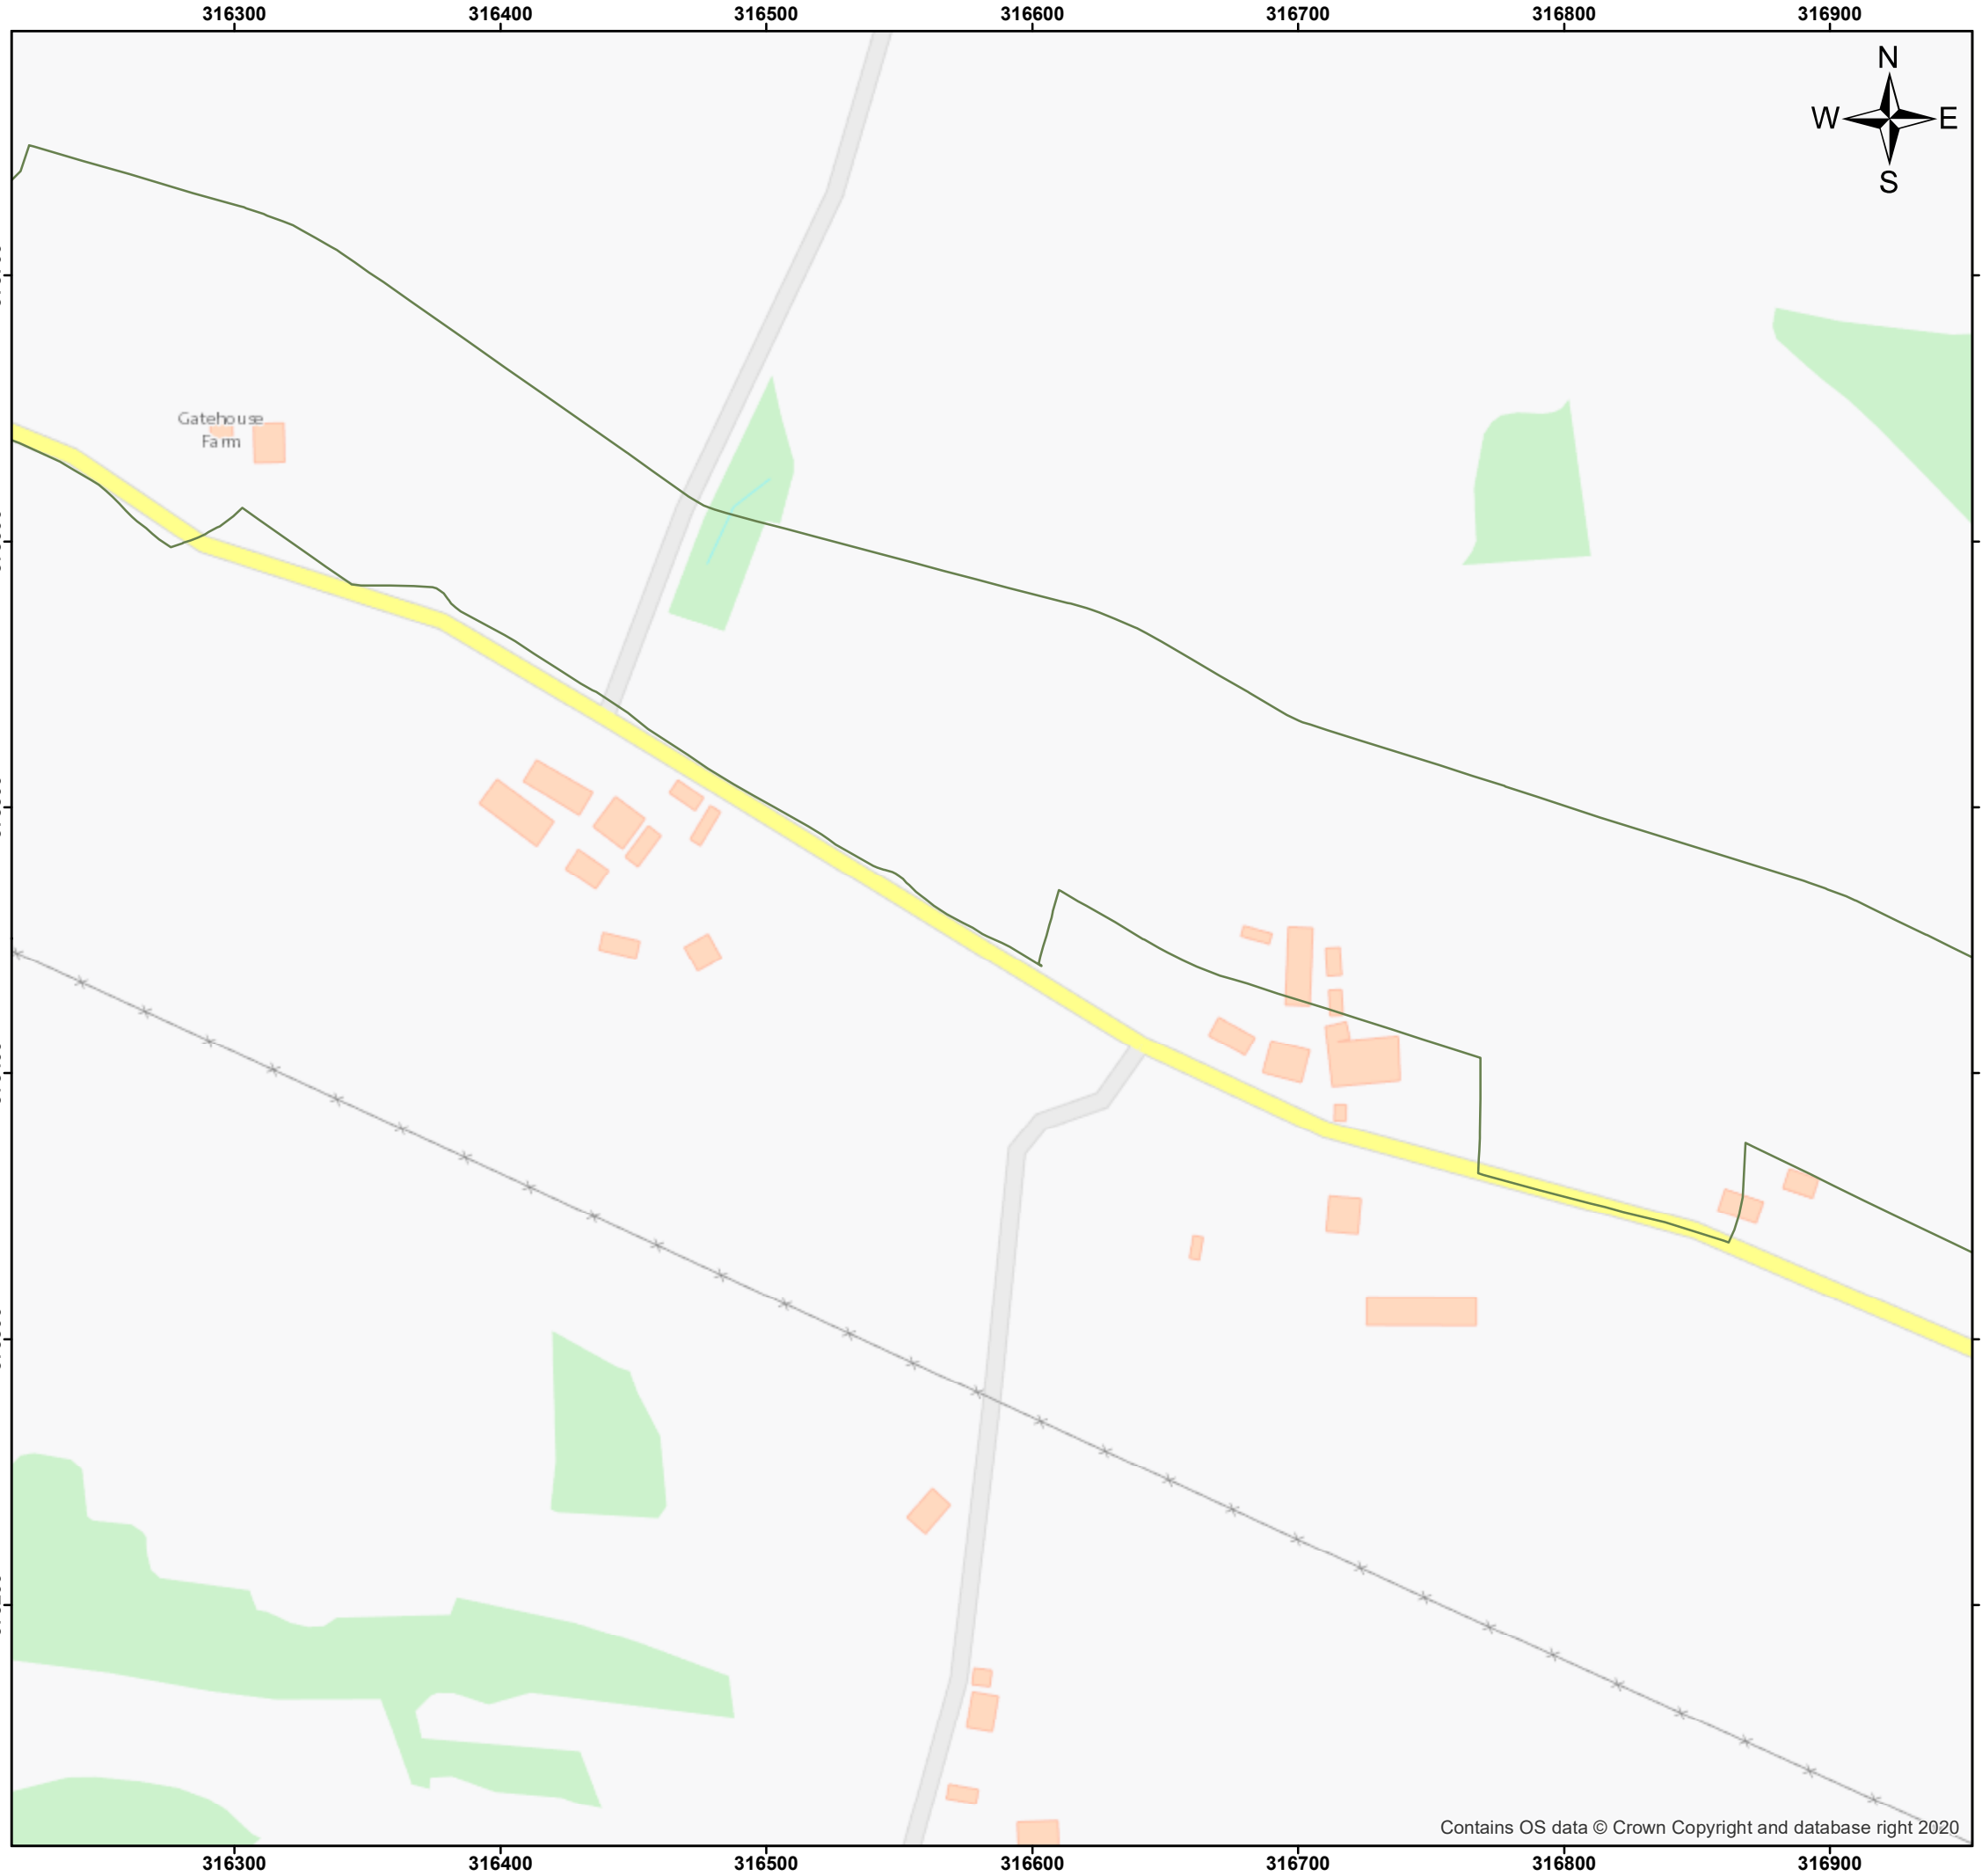 316300 316400 316500 316600 316700 316800 316900
N
W E
S
Gatehouse
Farm
Contains OS data © Crown Copyright and database right 2020
316300 316400 316500 316600 316700 316800 316900